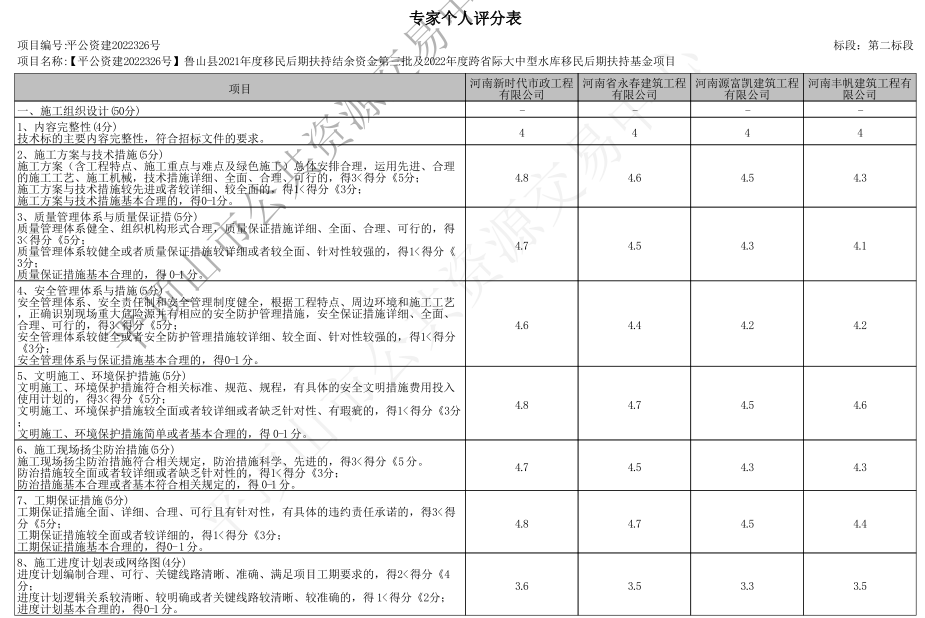 专家个人评分表
项目编号:平公资建2022326号 标段: 第二标段
项目名称:【平公资建2022326号】鲁山县2021年度移民后期扶持结余资金第三批及2022年度跨省际大中型水库移民后期扶持基金项目
项目 河南新时代市政工程有限公司 河南省永春建筑工程有限公司 河南源富凯建筑工程有限公司 河南丰帆建筑工程有限公司
一、施工组织设计(50分) - - - -
1、内容完整性(4分)
技术标的主要内容完整性, 符合招标文件的要求。
4 4 4 4
2、施工方案与技术措施(5分)
施工方案（含工程特点、施工重点与难点及绿色施工）总体安排合理, 运用先进、合理
的施工工艺、施工机械, 技术措施详细、全面、合理、可行的, 得3<得分《5分;
施工方案与技术措施较先进或者较详细、较全面的, 得1<得分《3分;
施工方案与技术措施基本合理的, 得0-1分。
4.8 4.6 4.5 4.3
3、质量管理体系与质量保证措(5分)
质量管理体系健全、组织机构形式合理, 质量保证措施详细、全面、合理、可行的, 得
3<得分《5分;
质量管理体系较健全或者质量保证措施较详细或者较全面、针对性较强的, 得1<得分《
3分;
质量保证措施基本合理的, 得 0-1 分。
4.7 4.5 4.3 4.1
4、安全管理体系与措施(5分)
安全管理体系、安全责任制和安全管理制度健全, 根据工程特点、周边环境和施工工艺
, 正确识别现场重大危险源并有相应的安全防护管理措施, 安全保证措施详细、全面、
合理、可行的, 得3<得分《5分;
安全管理体系较健全或者安全防护管理措施较详细、较全面、针对性较强的, 得1<得分
《3分;
安全管理体系与保证措施基本合理的, 得0-1 分。
4.6 4.4 4.2 4.2
5、文明施工、环境保护措施(5分)
文明施工、环境保护措施符合相关标准、规范、规程, 有具体的安全文明措施费用投入
使用计划的, 得3<得分《5分;
文明施工、环境保护措施较全面或者较详细或者缺乏针对性、有瑕疵的, 得1<得分《3分
;
文明施工、环境保护措施简单或者基本合理的, 得 0-1 分。
4.8 4.7 4.5 4.6
6、施工现场扬尘防治措施(5分)
施工现场扬尘防治措施符合相关规定, 防治措施科学、先进的, 得3<得分《5 分。
防治措施较全面或者较详细或者缺乏针对性的, 得1<得分《3分;
防治措施基本合理或者基本符合相关规定的, 得 0-1 分。
4.7 4.5 4.3 4.3
7、工期保证措施(5分)
工期保证措施全面、详细、合理、可行且有针对性, 有具体的违约责任承诺的, 得3<得
分《5分;
工期保证措施较全面或者较详细的, 得1<得分《3分;
工期保证措施基本合理的, 得0-1 分。
4.8 4.7 4.5 4.4
8、施工进度计划表或网络图(4分)
进度计划编制合理、可行、关键线路清晰、准确、满足项目工期要求的, 得2<得分《4
分;
进度计划逻辑关系较清晰、较明确或者关键线路较清晰、较准确的, 得 1<得分《2分;
进度计划基本合理的, 得0-1 分。
3.6 3.5 3.3 3.5
平顶山市公共资源交易中
平顶山市公共资源交易中心